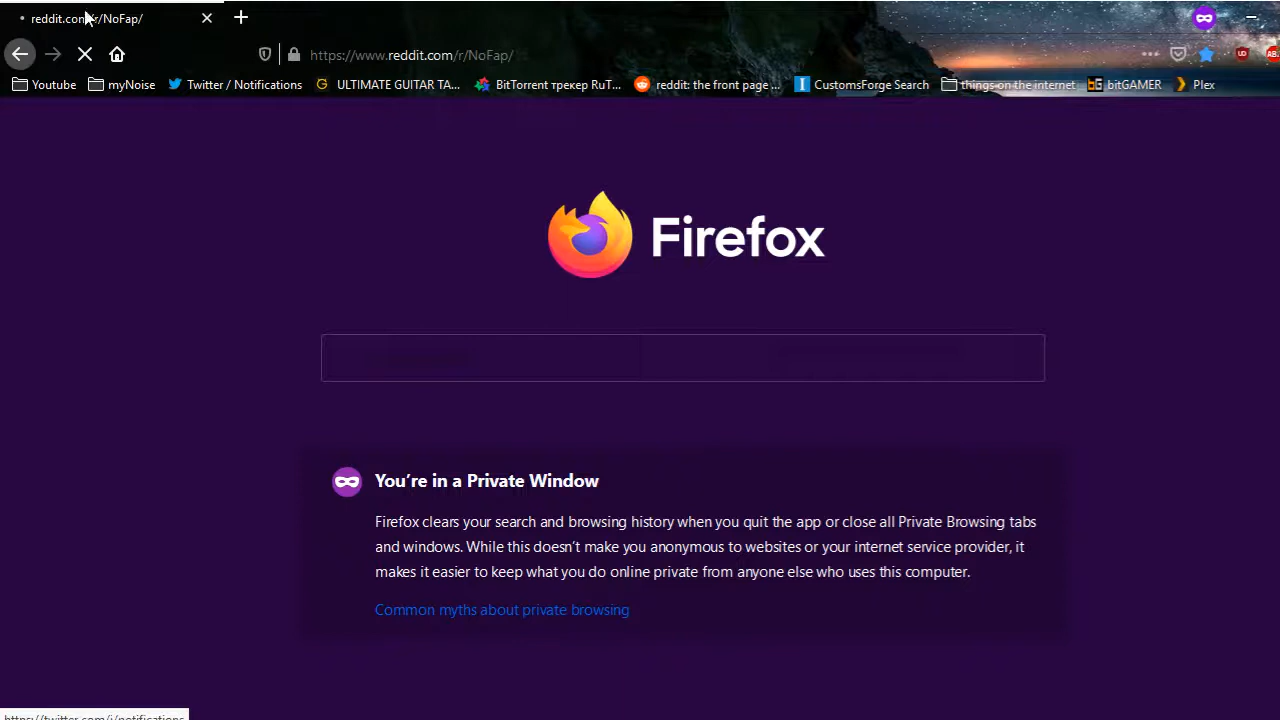 reddit.com/r/NoFap/
https://www.reddit.com/r/NoFap/
Youtube myNoise Twitter / Notifications ULTIMATE GUITAR TA... BitTorrent трекер RuT... reddit: the front page ... CustomsForge Search things-on the internet bitGAMER Plex
Firefox
You’re in a Private Window
Firefox clears your search and browsing history when you quit the app or close all Private Browsing tabs
and windows. While this doesn’t make you anonymous to websites or your internet service provider, it
makes it easier to keep what you do online private from anyone else who uses this computer.
Common myths about private browsing
https://twitter.com/i/notifications